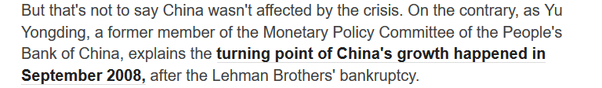 But that's not to say China wasn't affected by the crisis. On the contrary, as Yu
Yongding, a former member of the Monetary Policy Committee of the People's
Bank of China, explains the turning point of China's growth happened in
September 2008, after the Lehman Brothers' bankruptcy.